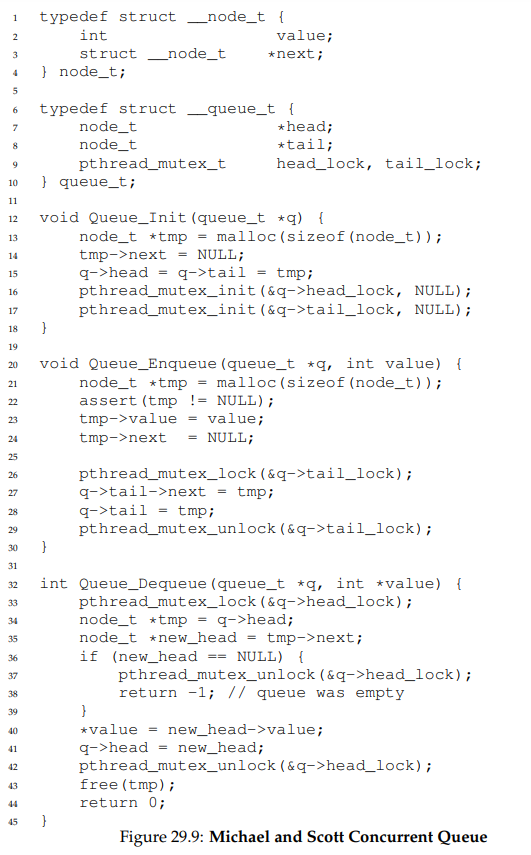 1 typedef struct __node_t {
2 int value;
3 struct __node_t *next;
4 } node_t;
5
6 typedef struct __queue_t {
7 node_t *head;
8 node_t *tail;
9 pthread_mutex_t head_lock, tail_lock;
10 } queue_t;
11
12 void Queue_Init(queue_t *q) {
13 node_t *tmp = malloc(sizeof(node_t));
14 tmp->next = NULL;
15 q->head = q->tail = tmp;
16 pthread_mutex_init(&q->head_lock, NULL);
17 pthread_mutex_init(&q->tail_lock, NULL);
18 }
19
20 void Queue_Enqueue(queue_t *q, int value) {
21 node_t *tmp = malloc(sizeof(node_t));
22 assert(tmp != NULL);
23 tmp->value = value;
24 tmp->next = NULL;
25
26 pthread_mutex_lock(&q->tail_lock);
27 q->tail->next = tmp;
28 q->tail = tmp;
29 pthread_mutex_unlock(&q->tail_lock);
30 }
31
32 int Queue_Dequeue(queue_t *q, int *value) {
33 pthread_mutex_lock(&q->head_lock);
34 node_t *tmp = q->head;
35 node_t *new_head = tmp->next;
36 if (new_head == NULL) {
37 pthread_mutex_unlock(&q->head_lock);
38 return -1; // queue was empty
39 }
40 *value = new_head->value;
41 q->head = new_head;
42 pthread_mutex_unlock(&q->head_lock);
43 free(tmp);
44 return 0;
45 }
Figure 29.9: Michael and Scott Concurrent Queue